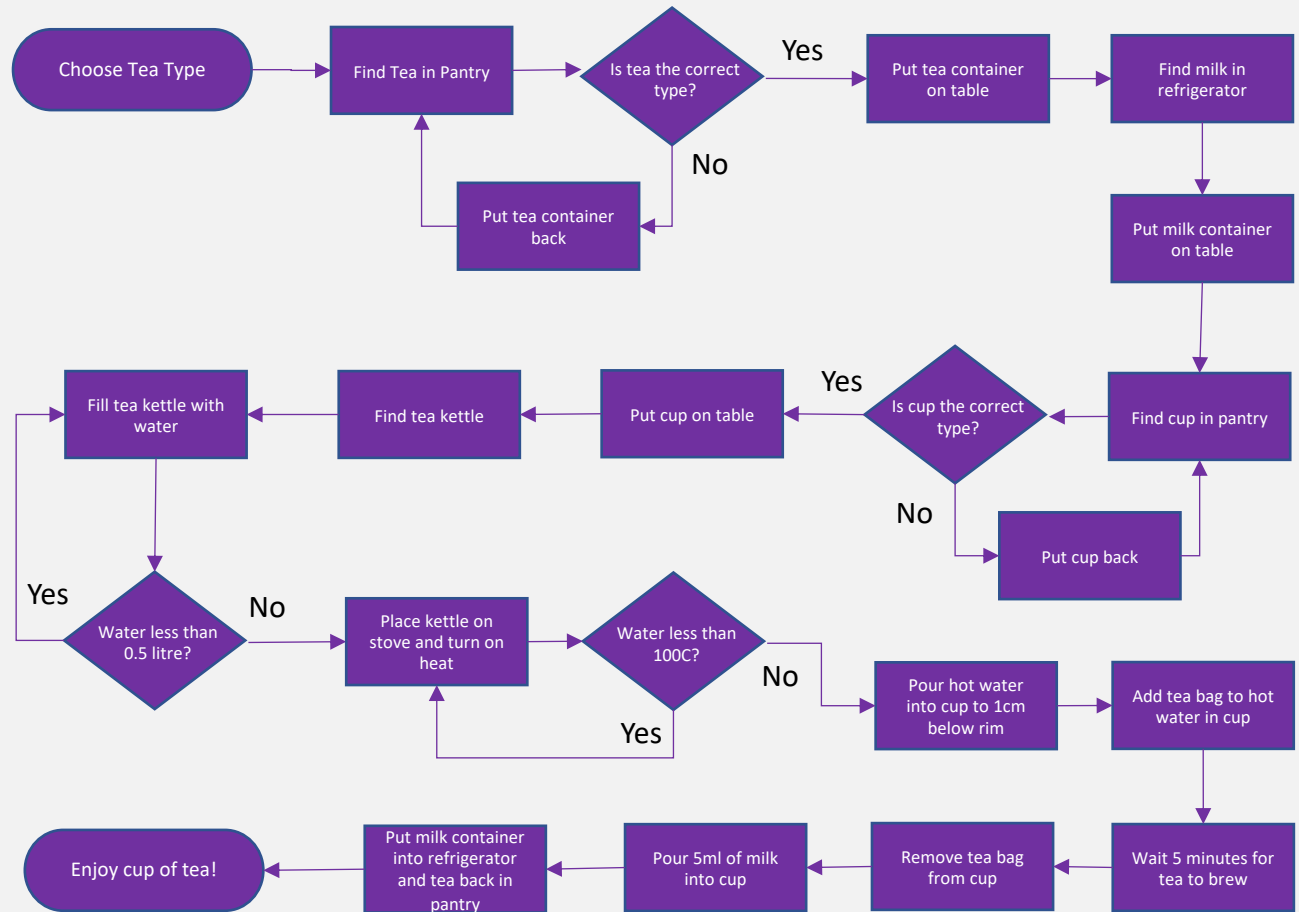 Choose Tea Type
Find Tea in Pantry
Is tea the correct
type?
Yes
Put tea container
on table
Find milk in
refrigerator
No
Put tea container
back
Put milk container
on table
Find cup in pantry
Is cup the correct
type?
Yes
Put cup on table
Find tea kettle
Fill tea kettle with
water
No
Put cup back
Yes
Water less than
0.5 litre?
No
Place kettle on
stove and turn on
heat
Water less than
100C?
Yes
No
Pour hot water
into cup to 1cm
below rim
Add tea bag to hot
water in cup
Wait 5 minutes for
tea to brew
Remove tea bag
from cup
Pour 5ml of milk
into cup
Put milk container
into refrigerator
and tea back in
pantry
Enjoy cup of tea!